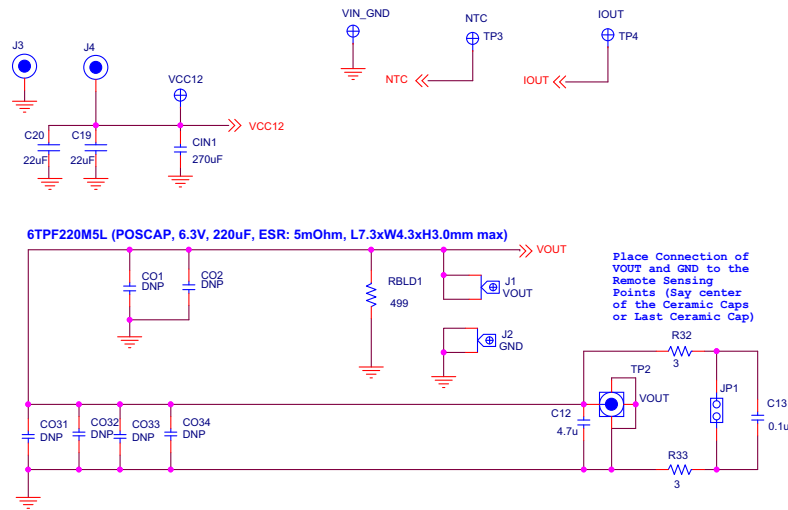 J3
J4
VIN_GND
NTC
TP3
IOUT
TP4
NTC
IOUT
VCC12
VCC12
C20
22uF
C19
22uF
CIN1
270uF
6TPF220M5L (POSCAP, 6.3V, 220uF, ESR: 5mOhm, L7.3xW4.3xH3.0mm max)
VOUT
CO1
DNP
CO2
DNP
RBLD1
499
J1
VOUT
J2
GND
Place Connection of
VOUT and GND to the
Remote Sensing
Points (Say center
of the Ceramic Caps
or Last Ceramic Cap)
R32
3
TP2
VOUT
JP1
C13
0.1u
C12
4.7u
R33
3
CO31
DNP
CO32
DNP
CO33
DNP
CO34
DNP